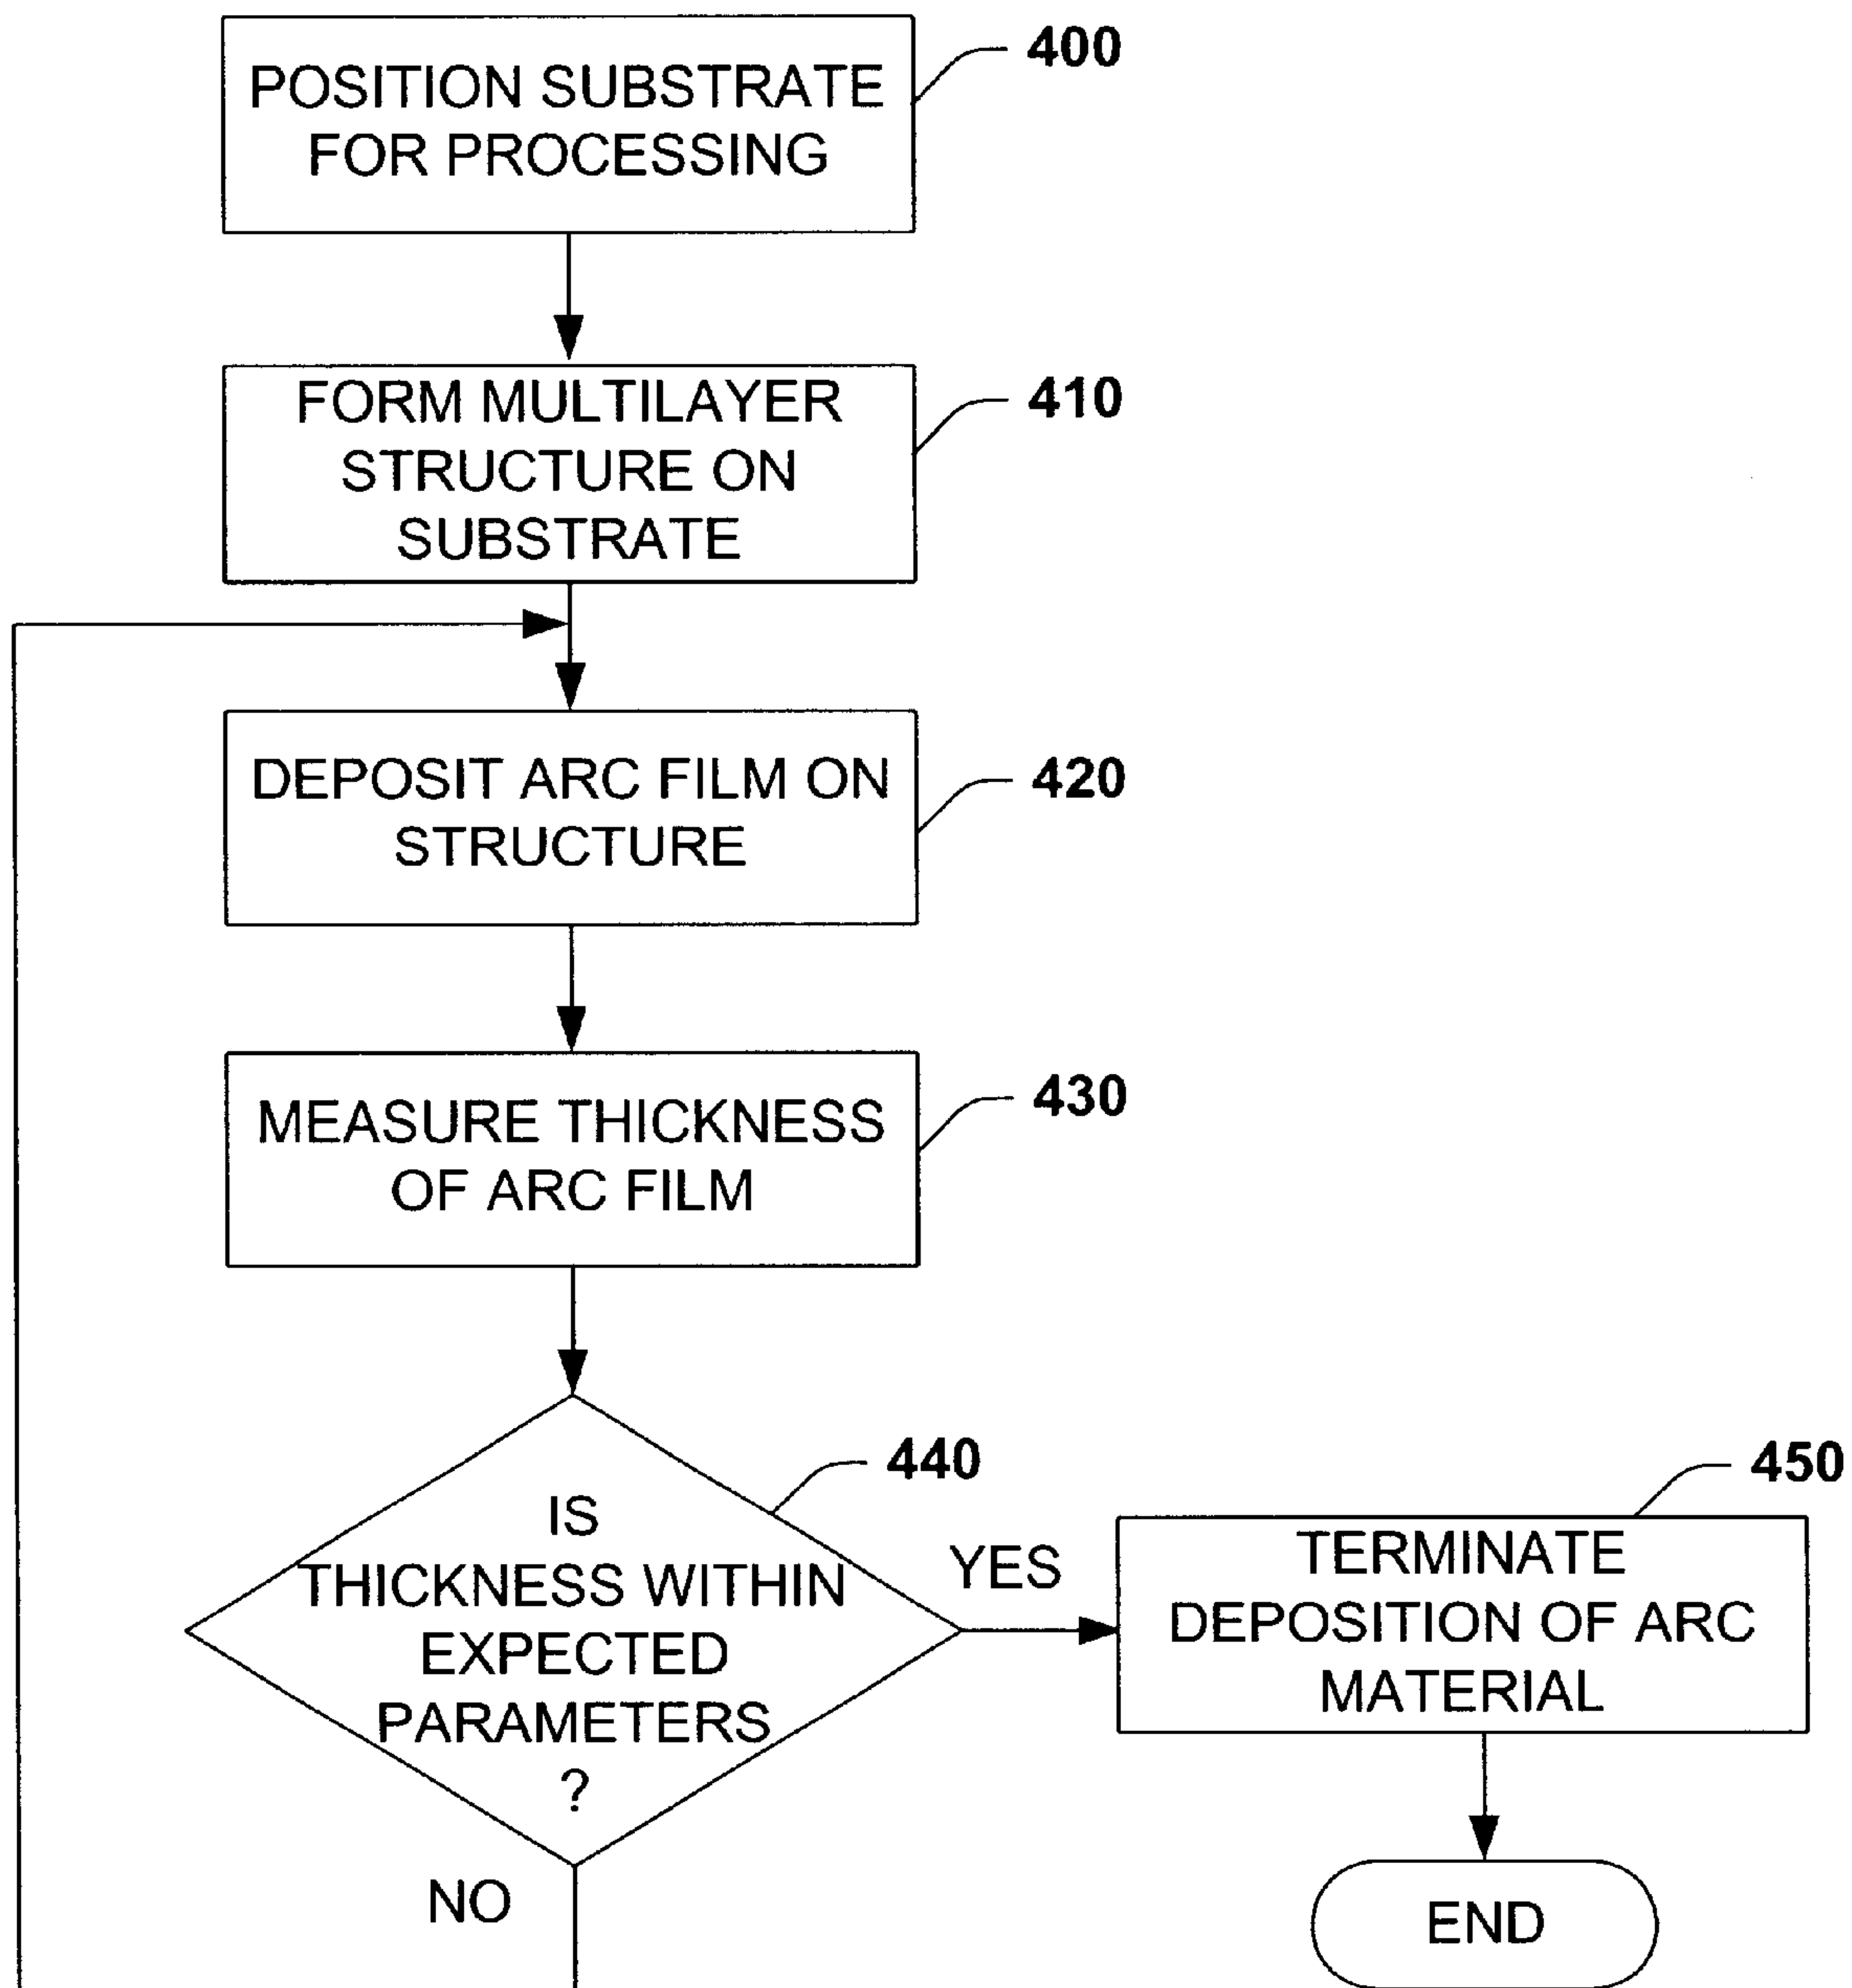 POSITION SUBSTRATE
FOR PROCESSING
400
FORM MULTILAYER
STRUCTURE ON
SUBSTRATE
410
DEPOSIT ARC FILM ON
STRUCTURE
420
MEASURE THICKNESS
OF ARC FILM
430
IS
THICKNESS WITHIN
EXPECTED
PARAMETERS
?
440
YES
NO
TERMINATE
DEPOSITION OF ARC
MATERIAL
450
END